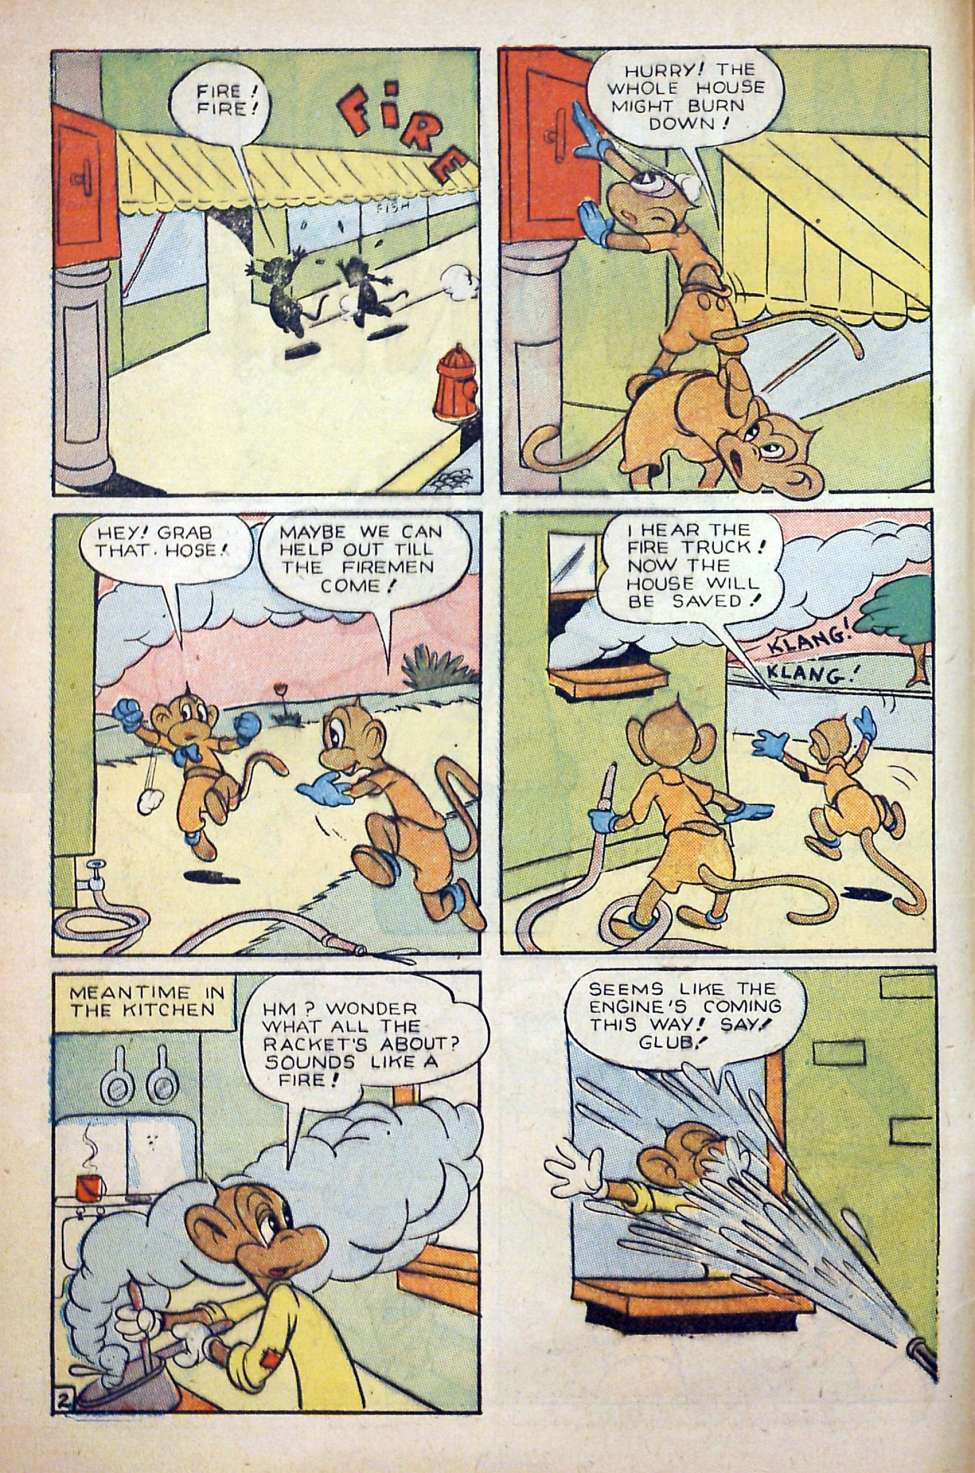 FIRE!
FIRE!
FIRE
FISH
HURRY! THE
WHOLE HOUSE
MIGHT BURN
DOWN!
HEY! GRAB
THAT. HOSE!
MAYBE WE CAN
HELP OUT TILL
THE FIREMEN
COME!
I HEAR THE
FIRE TRUCK!
NOW THE
HOUSE WILL
BE SAVED!
KLANG!
KLANG!
MEANTIME IN
THE KITCHEN
HM? WONDER
WHAT ALL THE
RACKET'S ABOUT?
SOUNDS LIKE A
FIRE!
2
SEEMS LIKE THE
ENGINE'S COMING
THIS WAY! SAY!
GLUB!